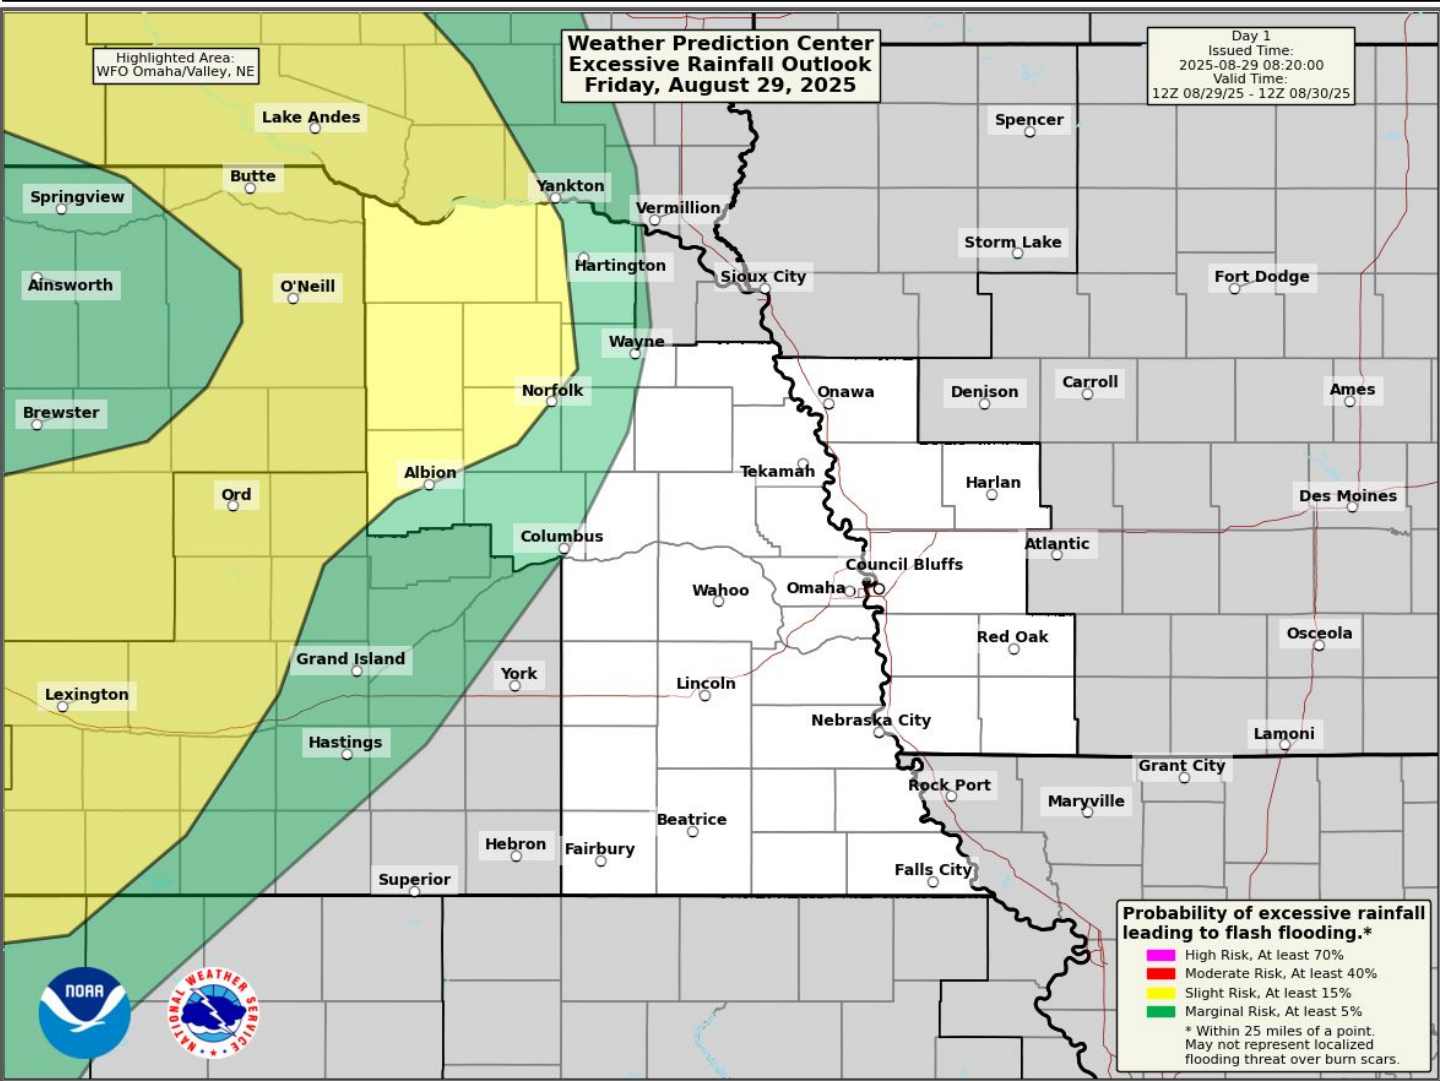 Highlighted Area:
WFO Omaha/Valley, NE
Weather Prediction Center
Excessive Rainfall Outlook
Friday, August 29, 2025
Day 1
Issued Time:
2025-08-29 08:20:00
Valid Time:
12Z 08/29/25 - 12Z 08/30/25
Lake Andes
Spencer
Butte
Yankton
Springview
Vermillion
Storm Lake
Hartington
Sioux City
Fort Dodge
Ainsworth
O'Neill
Wayne
Norfolk
Onawa
Denison
Carroll
Ames
Brewster
Albion
Tekamah
Harlan
Ord
Des Moines
Columbus
Atlantic
Council Bluffs
Wahoo
Omaha
Red Oak
Osceola
Grand Island
York
Lincoln
Lexington
Nebraska City
Hastings
Lamoni
Grant City
Rock Port
Maryville
Beatrice
Hebron
Fairbury
Falls City
Superior
Probability of excessive rainfall
leading to flash flooding.*
High Risk, At least 70%
Moderate Risk, At least 40%
Slight Risk, At least 15%
Marginal Risk, At least 5%
* Within 25 miles of a point.
May not represent localized
flooding threat over burn scars.
NOAA
NATIONAL WEATHER SERVICE